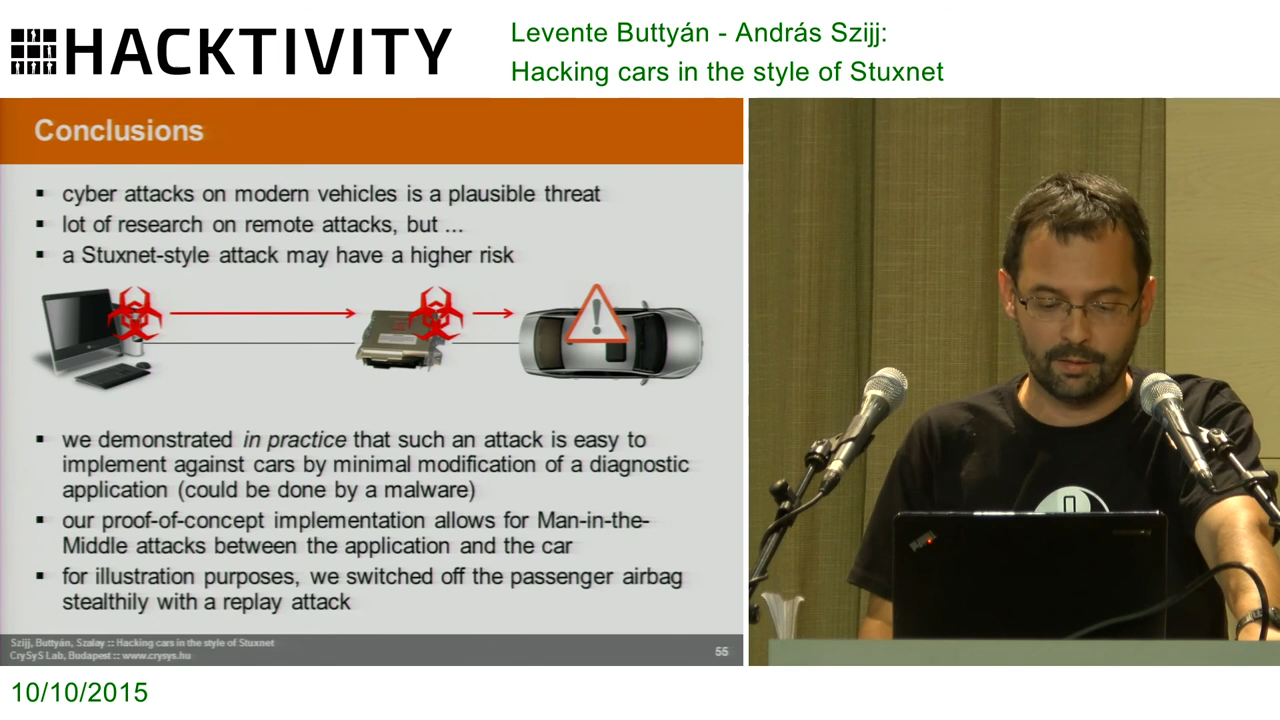 HACKTIVITY
Levente Buttyán - András Szijj:
Hacking cars in the style of Stuxnet
Conclusions
▪ cyber attacks on modern vehicles is a plausible threat
▪ lot of research on remote attacks, but ...
▪ a Stuxnet-style attack may have a higher risk
▪ we demonstrated in practice that such an attack is easy to
implement against cars by minimal modification of a diagnostic
application (could be done by a malware)
▪ our proof-of-concept implementation allows for Man-in-the-
Middle attacks between the application and the car
▪ for illustration purposes, we switched off the passenger airbag
stealthily with a replay attack
Szijj, Buttyán, Szalay :: Hacking cars in the style of Stuxnet
CrySyS Lab, Budapest :: www.crysys.hu
55
10/10/2015